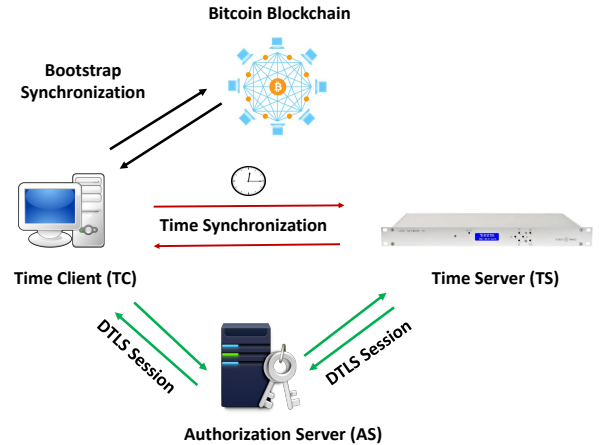 Bitcoin Blockchain
Bootstrap
Synchronization
Time Synchronization
Time Client (TC)
Time Server (TS)
DTLS Session
DTLS Session
Authorization Server (AS)